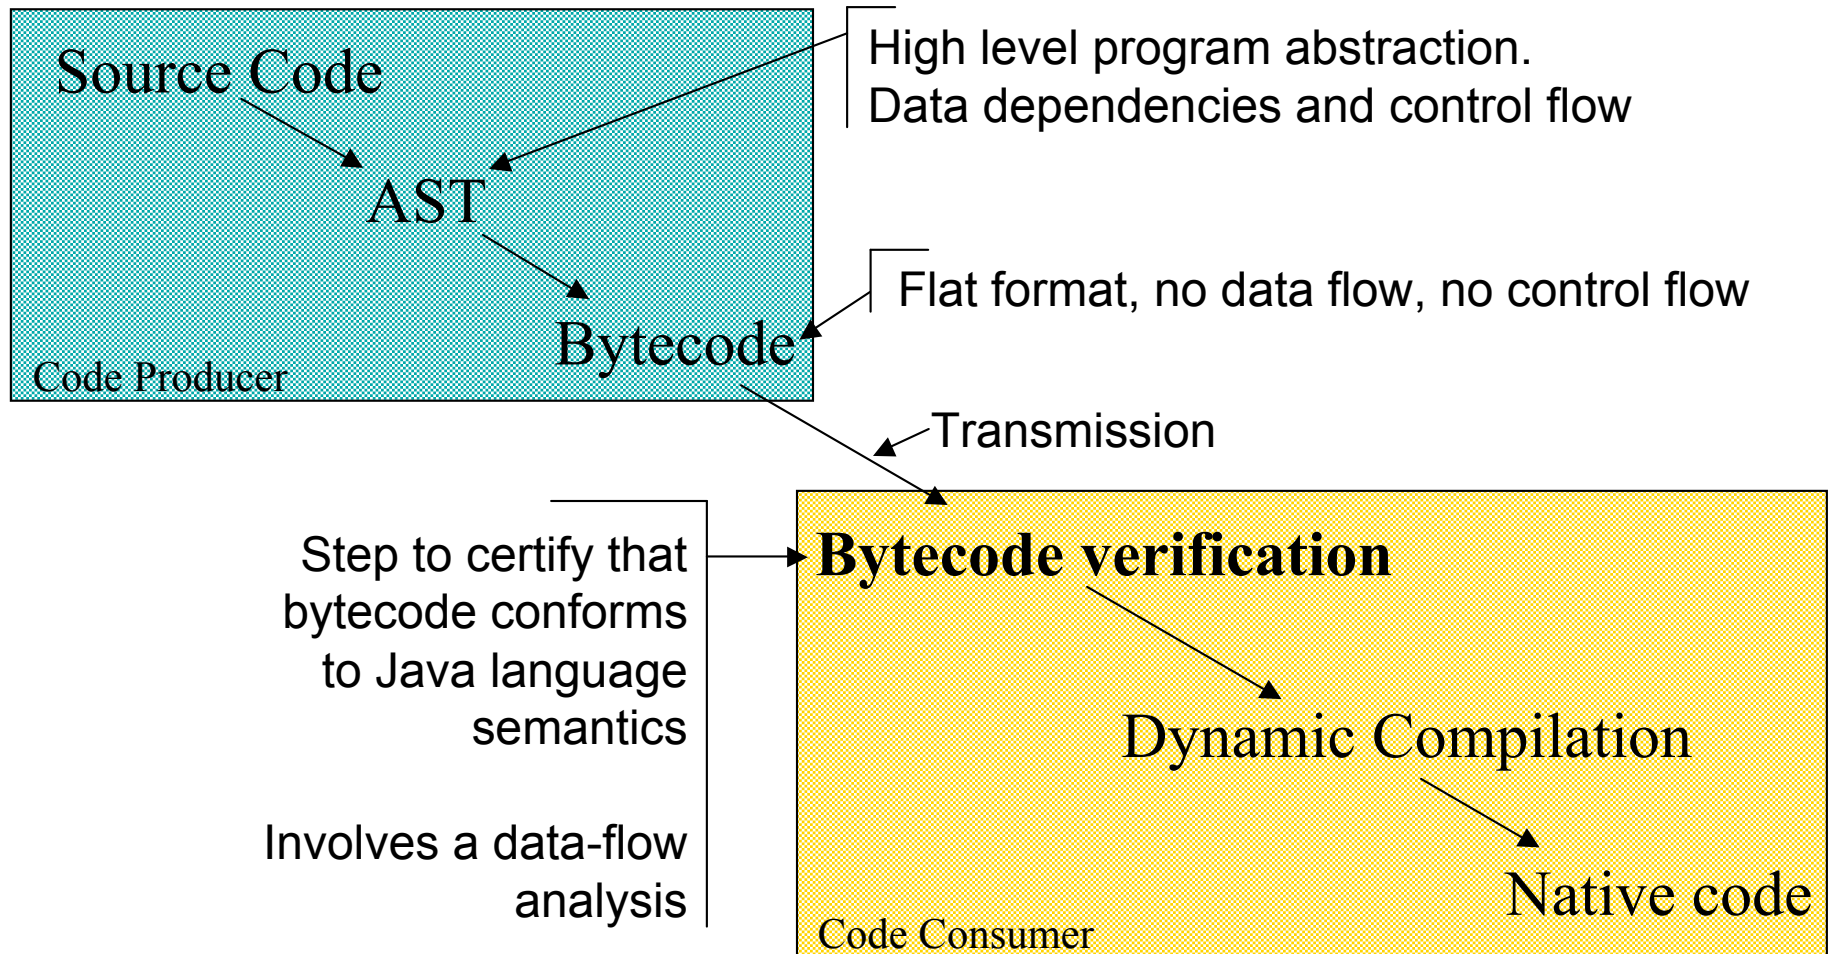 Source Code
High level program abstraction.
Data dependencies and control flow
AST
Flat format, no data flow, no control flow
Bytecode
Code Producer
Transmission
Step to certify that
bytecode conforms
to Java language
semantics
Involves a data-flow
analysis
Bytecode verification
Dynamic Compilation
Native code
Code Consumer